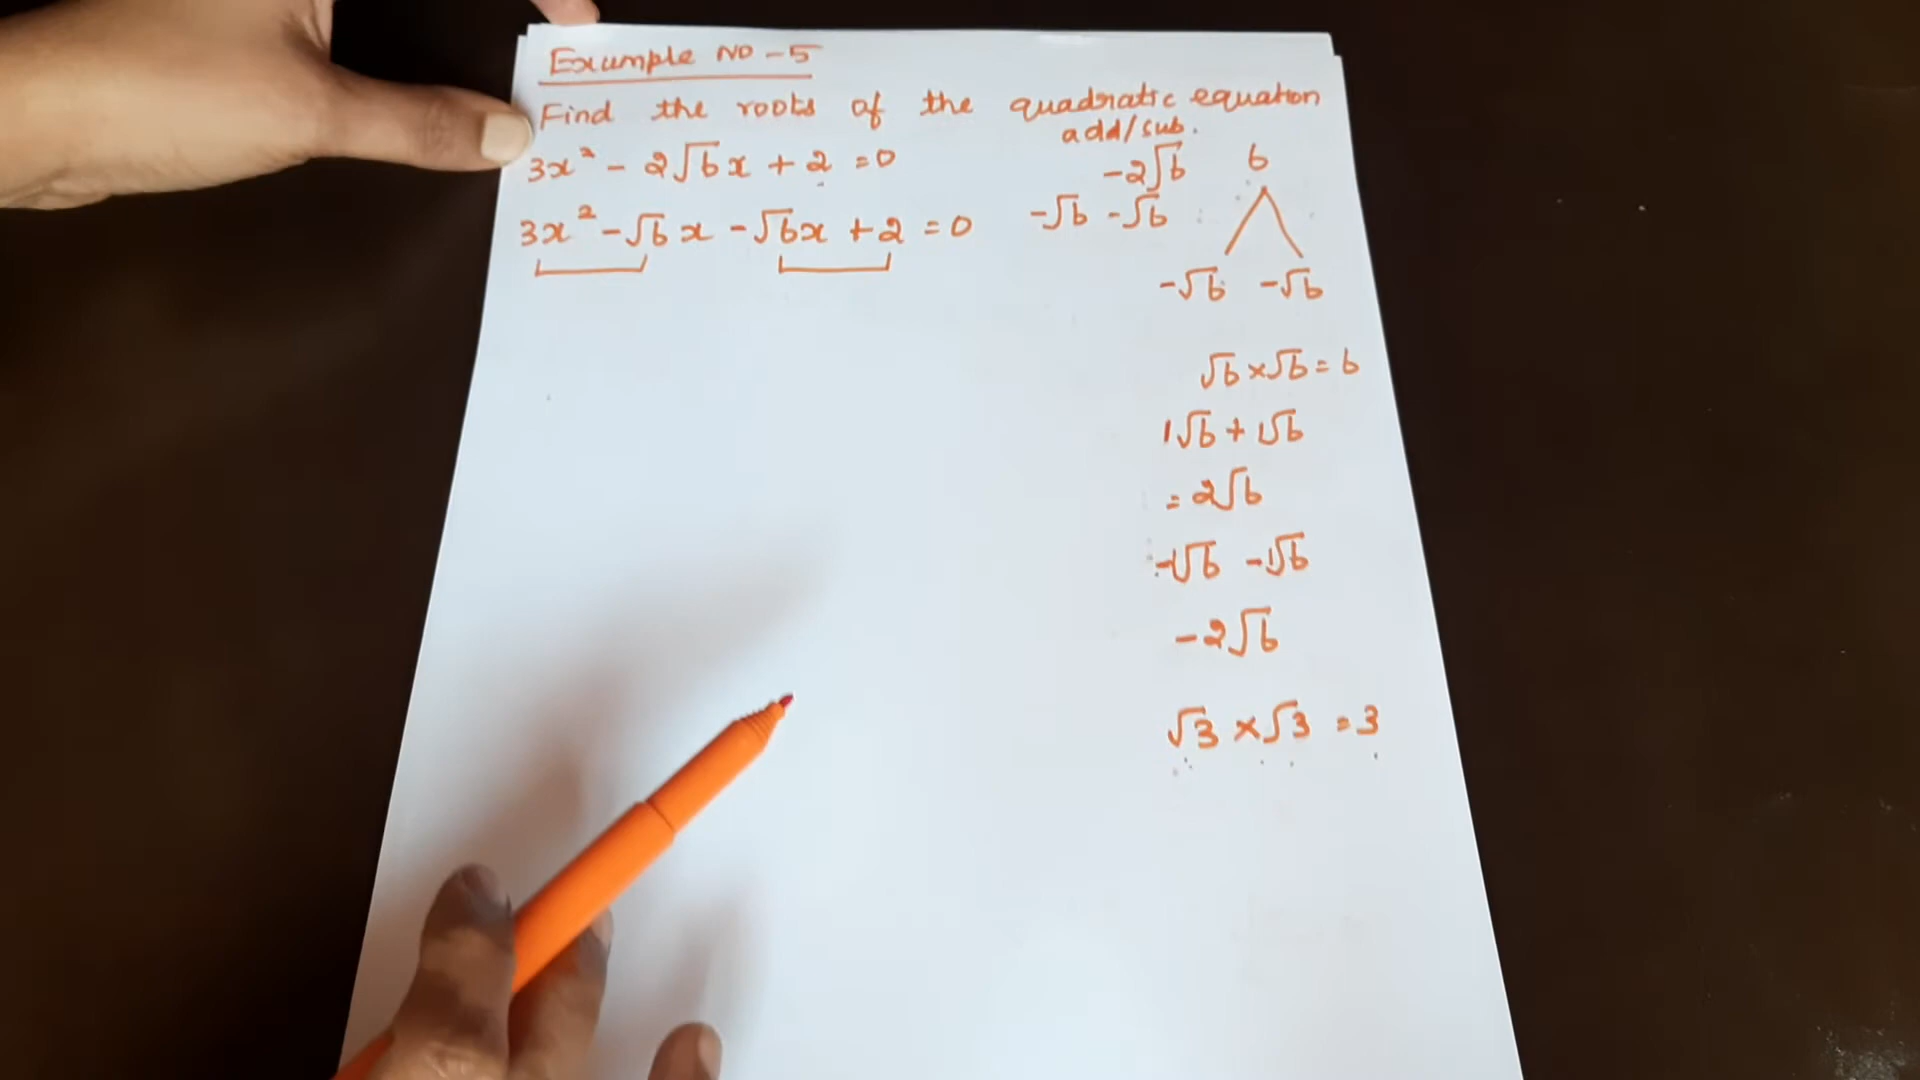 Example NO - 5
Find the roots of the quadratic equation
add/sub.
3x² - 2√6x + 2 = 0
-2√6 6
3x² - √6x - √6x + 2 = 0
-√6 -√6
-√6 -√6
√6 × √6 = 6
1√6 + 1√6
= 2√6
-1√6 -1√6
-2√6
√3 × √3 = 3